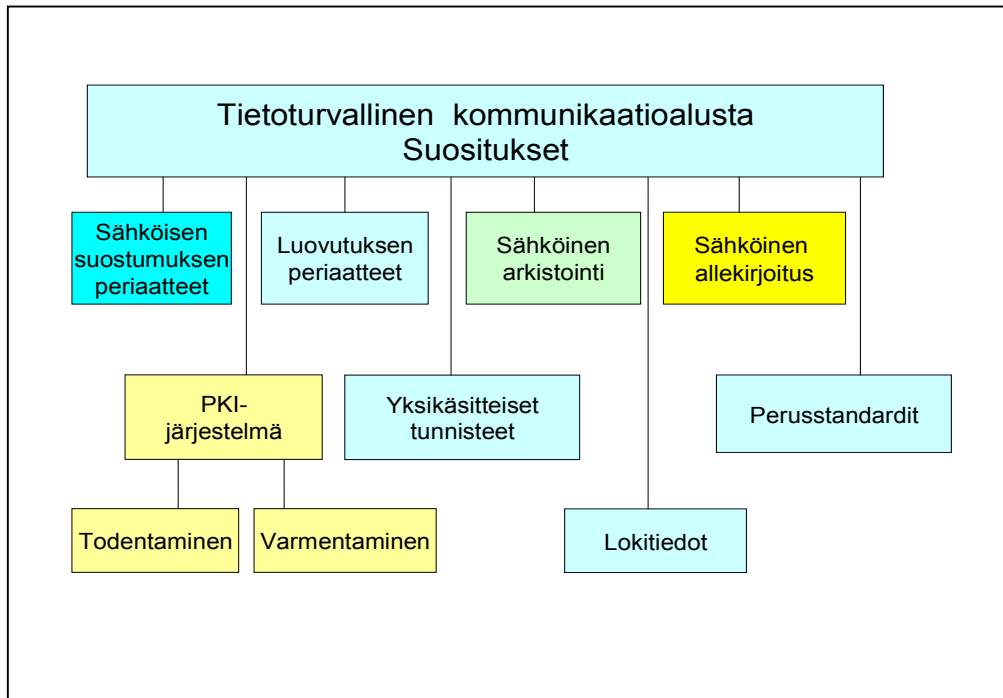 Tietoturvallinen kommunikaatioalusta
Suositukset
Sähköisen
suostumuksen
periaatteet
Luovutuksen
periaatteet
Sähköinen
arkistointi
Sähköinen
allekirjoitus
PKI-
järjestelmä
Yksikäsitteiset
tunnisteet
Perusstandardit
Todentaminen
Varmentaminen
Lokitiedot